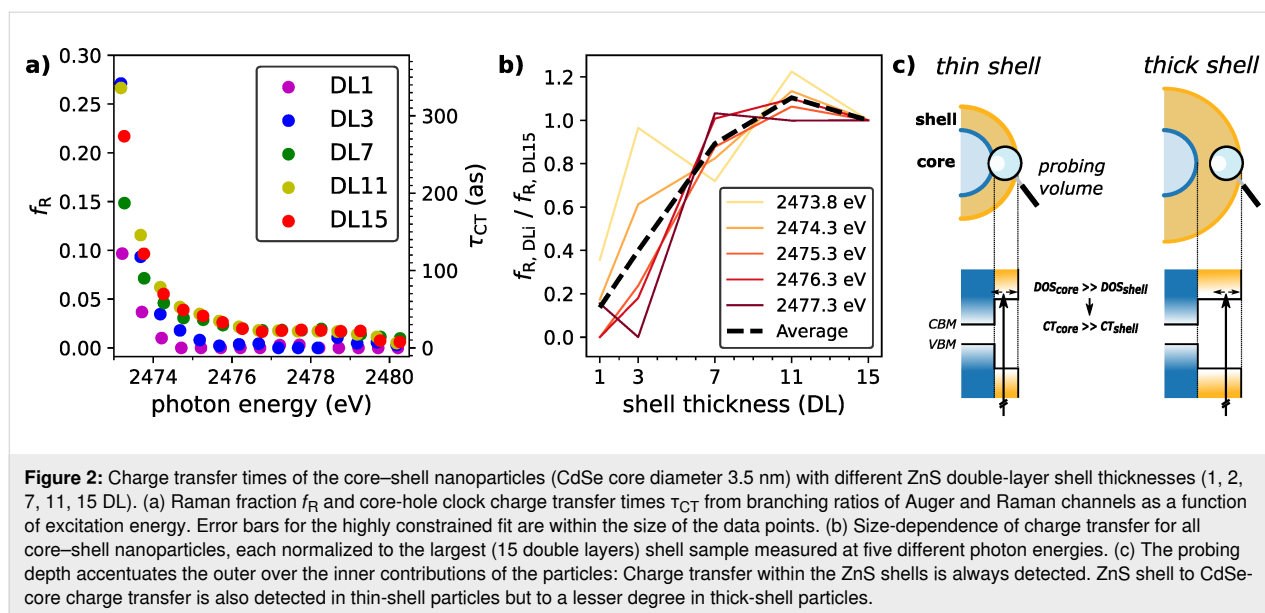 a)
0.30
0.25
0.20
0.15
0.10
0.05
0.00
fR
DL1
DL3
DL7
DL11
DL15
300
200
100
0
τCT (as)
2474 2476 2478 2480
photon energy (eV)
b)
1.2
1.0
0.8
0.6
0.4
0.2
0.0
fR, DLi / fR, DL15
2473.8 eV
2474.3 eV
2475.3 eV
2476.3 eV
2477.3 eV
Average
1 3 7 11 15
shell thickness (DL)
c) thin shell thick shell
shell
core
probing
volume
DOScore >> DOSshell
CTcore >> CTshell
CBM
VBM
Figure 2: Charge transfer times of the core–shell nanoparticles (CdSe core diameter 3.5 nm) with different ZnS double-layer shell thicknesses (1, 2,
7, 11, 15 DL). (a) Raman fraction fR and core-hole clock charge transfer times τCT from branching ratios of Auger and Raman channels as a function
of excitation energy. Error bars for the highly constrained fit are within the size of the data points. (b) Size-dependence of charge transfer for all
core–shell nanoparticles, each normalized to the largest (15 double layers) shell sample measured at five different photon energies. (c) The probing
depth accentuates the outer over the inner contributions of the particles: Charge transfer within the ZnS shells is always detected. ZnS shell to CdSe-
core charge transfer is also detected in thin-shell particles but to a lesser degree in thick-shell particles.